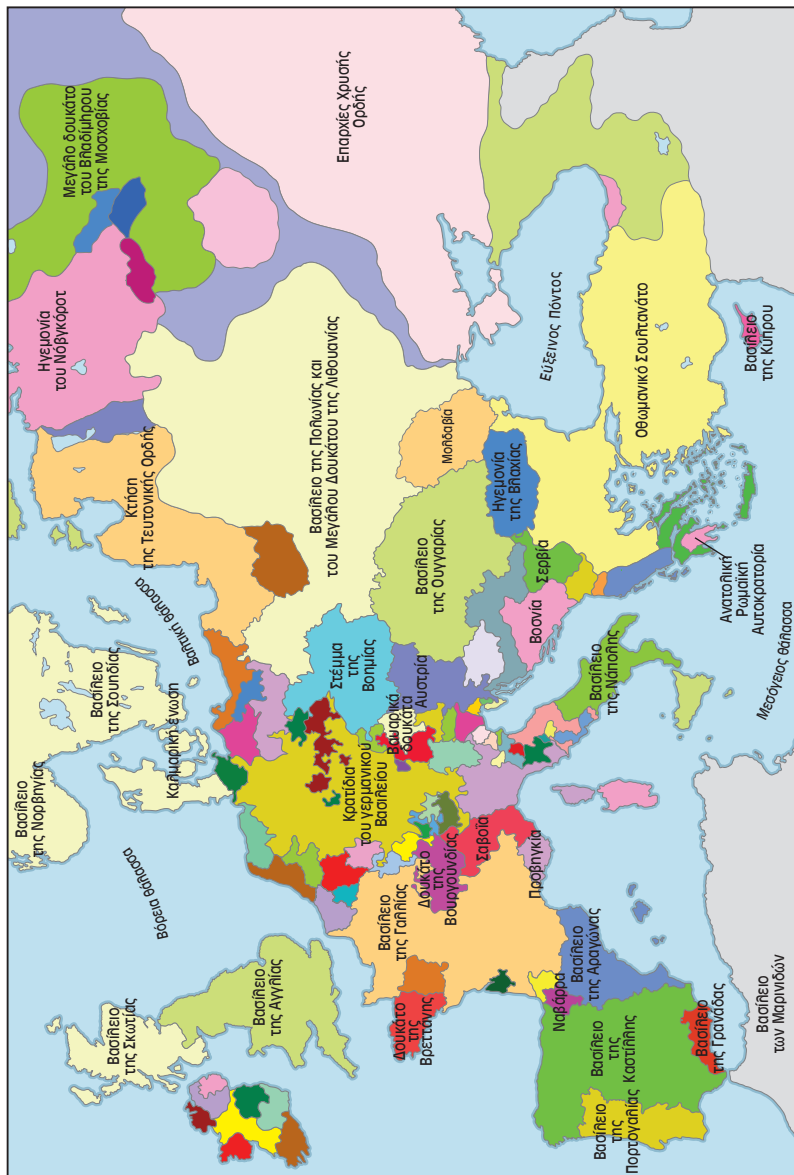 Βασίλειο
της Νορβηγίας
Βασίλειο
της Σουηδίας
Καλμαρική ένωση
Βαλτική θάλασσα
Βόρεια θάλασσα
Βασίλειο
της Σκοτίας
Βασίλειο
της Αγγλίας
Ηγεμονία
του Νόβγκορoτ
Μεγάλο δουκάτο
του Βλαδίμηρου
της Μοσχοβίας
Κτήση
της Τευτονικής Ορδής
Βασίλειο της Πολωνίας και
του Μεγάλου Δουκάτου της Λιθουανίας
Επαρχίες Χρυσής
Ορδής
Στέμμα
της
Βοημίας
Κρατίδια
του γερμανικού
Βασιλείου
Βαυαρικά
δουκάτα
Αυστρία
Βασίλειο
της Ουγγαρίας
Μολδαβία
Ηγεμονία
της Βλαχίας
Σερβία
Βοσνία
Βασίλειο
της Γαλλίας
Δουκάτο
της
Βουργουνδίας
Σαβοΐα
Προβηγκία
Δουκάτο
της
Βρεττάνης
Ναβάρρα
Βασίλειο
της Αραγώνας
Βασίλειο
της
Καστίλλης
Βασίλειο
της
Πορτογαλίας
Βασίλειο
της Γρανάδας
Βασίλειο
των Μαρινιδών
Βασίλειο
της Νάπολης
Μεσόγειος θάλασσα
Ανατολική
Ρωμαϊκή
Αυτοκρατορία
Εύξεινος Πόντος
Οθωμανικό Σουλτανάτο
Βασίλειο
της Κύπρου